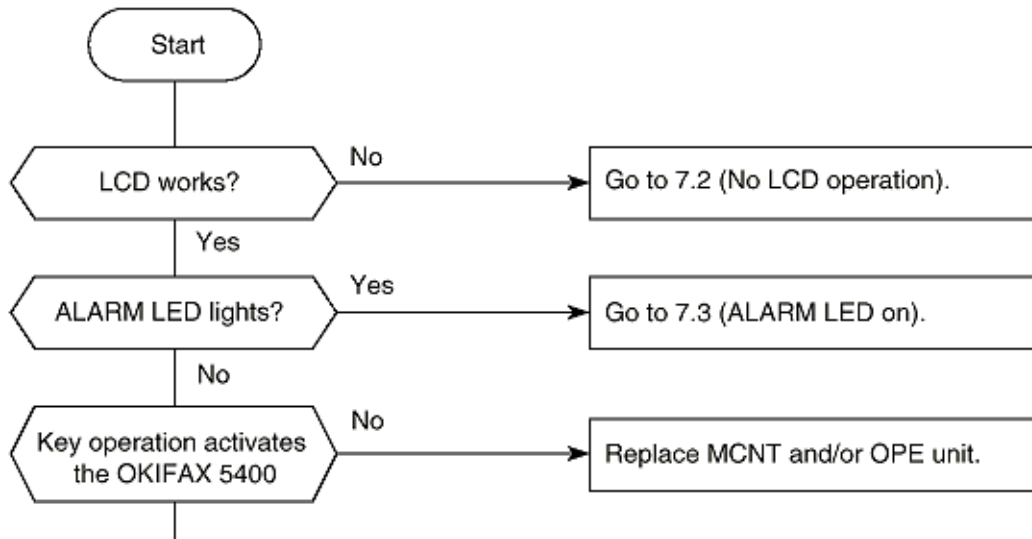 Start
LCD works?
No
Go to 7.2 (No LCD operation).
Yes
ALARM LED lights?
Yes
Go to 7.3 (ALARM LED on).
No
Key operation activates
the OKIFAX 5400
No
Replace MCNT and/or OPE unit.